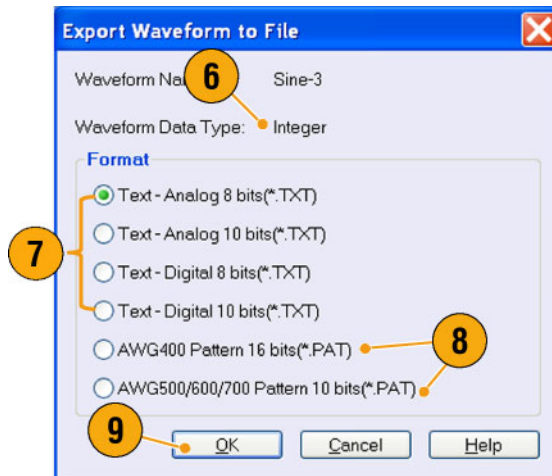 Export Waveform to File
6
Waveform Sine-3
Waveform Data Type: Integer
Format
Text - Analog 8 bits(*.TXT)
Text - Analog 10 bits(*.TXT)
7
Text - Digital 8 bits(*.TXT)
Text - Digital 10 bits(*.TXT)
8
AWG400 Pattern 16 bits(*.PAT)
AWG500/600/700 Pattern 10 bits(*.PAT)
9
OK Cancel Help